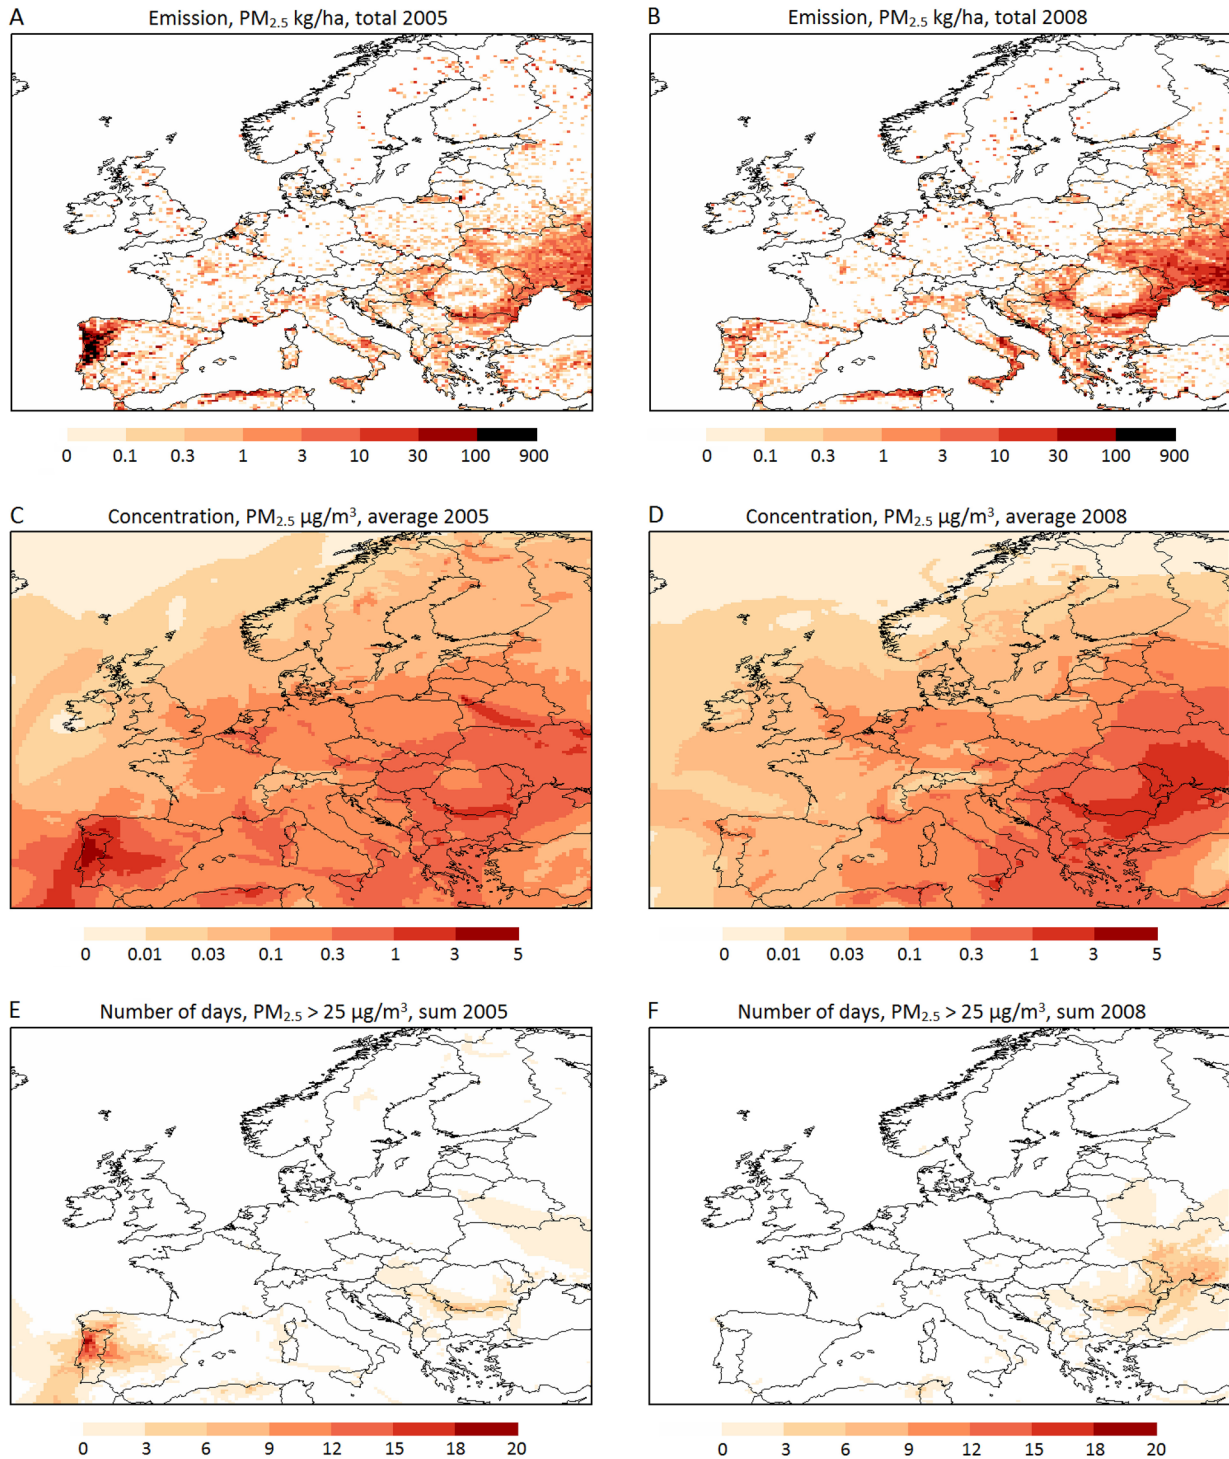 A Emission, PM₂.₅ kg/ha, total 2005
B Emission, PM₂.₅ kg/ha, total 2008
0 0.1 0.3 1 3 10 30 100 900
0 0.1 0.3 1 3 10 30 100 900
C Concentration, PM₂.₅ µg/m³, average 2005
D Concentration, PM₂.₅ µg/m³, average 2008
0 0.01 0.03 0.1 0.3 1 3 5
0 0.01 0.03 0.1 0.3 1 3 5
E Number of days, PM₂.₅ > 25 µg/m³, sum 2005
F Number of days, PM₂.₅ > 25 µg/m³, sum 2008
0 3 6 9 12 15 18 20
0 3 6 9 12 15 18 20